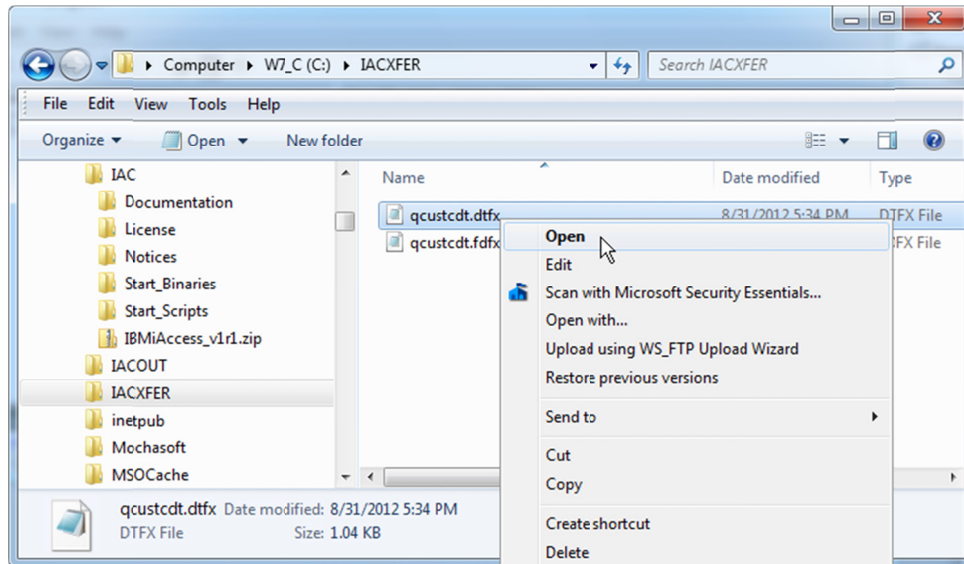 Computer ▸ W7_C (C:) ▸ IACXFER
Search IACXFER
File Edit View Tools Help
Organize Open New folder
IAC
Documentation
License
Notices
Start_Binaries
Start_Scripts
IBMiAccess_v1r1.zip
IACOUT
IACXFER
inetpub
Mochasoft
MSOCache
Name Date modified Type
qcustcdt.dtfx 8/31/2012 5:34 PM DTFX File
qcustcdt.fdfx FX File
Open
Edit
Scan with Microsoft Security Essentials...
Open with...
Upload using WS_FTP Upload Wizard
Restore previous versions
Send to
Cut
Copy
Create shortcut
Delete
qcustcdt.dtfx Date modified: 8/31/2012 5:34 PM
DTFX File Size: 1.04 KB